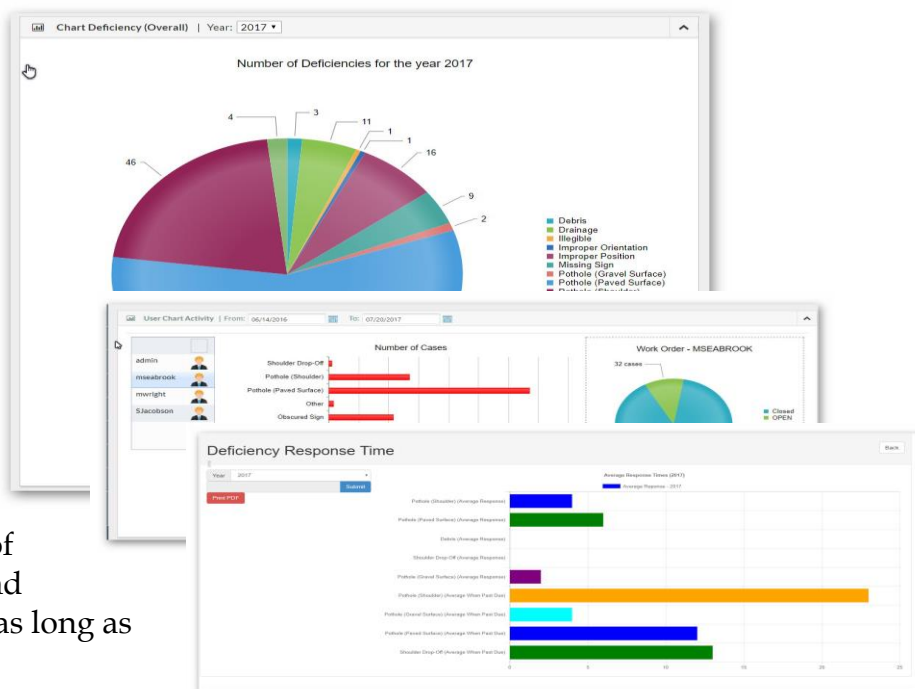 Chart Deficiency (Overall) | Year: 2017
Number of Deficiencies for the year 2017
4
3
11
1
1
16
9
2
46
Debris
Drainage
Illegible
Improper Orientation
Improper Position
Missing Sign
Pothole (Gravel Surface)
Pothole (Paved Surface)
Pothole (Shoulder)
User Chart Activity | From: 06/14/2016 To: 07/20/2017
admin
mseabrook
mwright
SJacobson
Number of Cases
Shoulder Drop-Off
Pothole (Shoulder)
Pothole (Paved Surface)
Other
Obscured Sign
Work Order - MSEABROOK
32 cases
Closed
OPEN
Deficiency Response Time
Back
Year 2017
Submit
Print PDF
Average Response Times (2017)
Average Reponse - 2017
Pothole (Shoulder) (Average Response)
Pothole (Paved Surface) (Average Response)
Debris (Average Response)
Shoulder Drop-Off (Average Response)
Pothole (Gravel Surface) (Average Response)
Pothole (Shoulder) (Average When Past Due)
Pothole (Gravel Surface) (Average When Past Due)
Pothole (Paved Surface) (Average When Past Due)
Shoulder Drop-Off (Average When Past Due)
0 5 10 15 20 25
of
nd
as long as